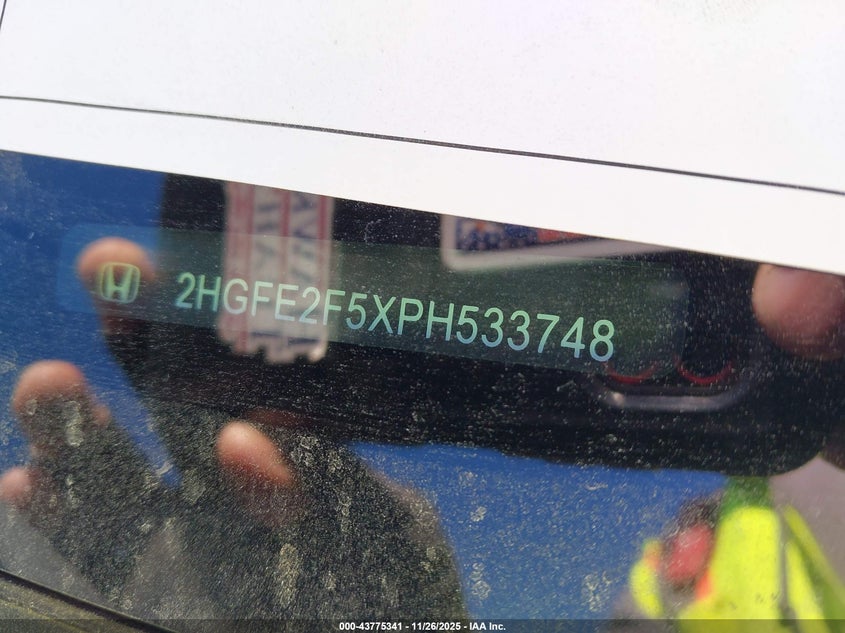 2HGFE2F5XPH533748
000-43775341 - 11/26/2025 - IAA Inc.